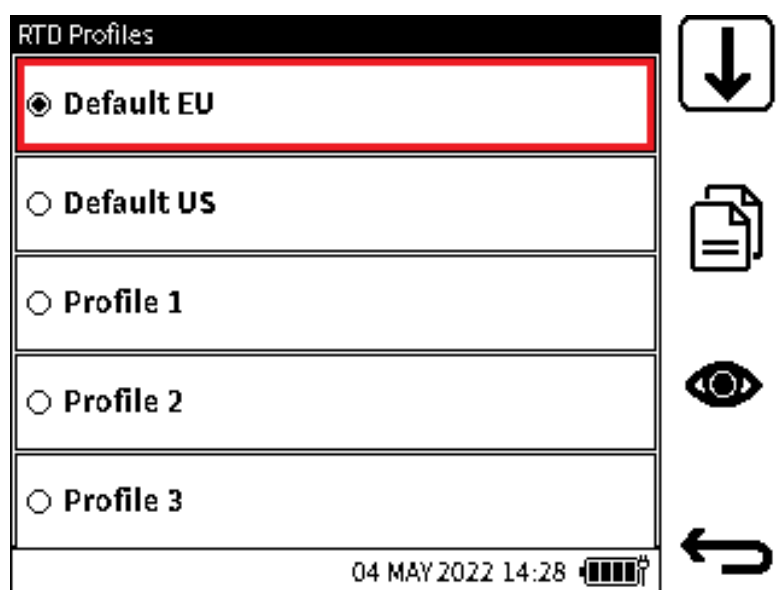 RTD Profiles
Default EU
Default US
Profile 1
Profile 2
Profile 3
04 MAY 2022 14:28